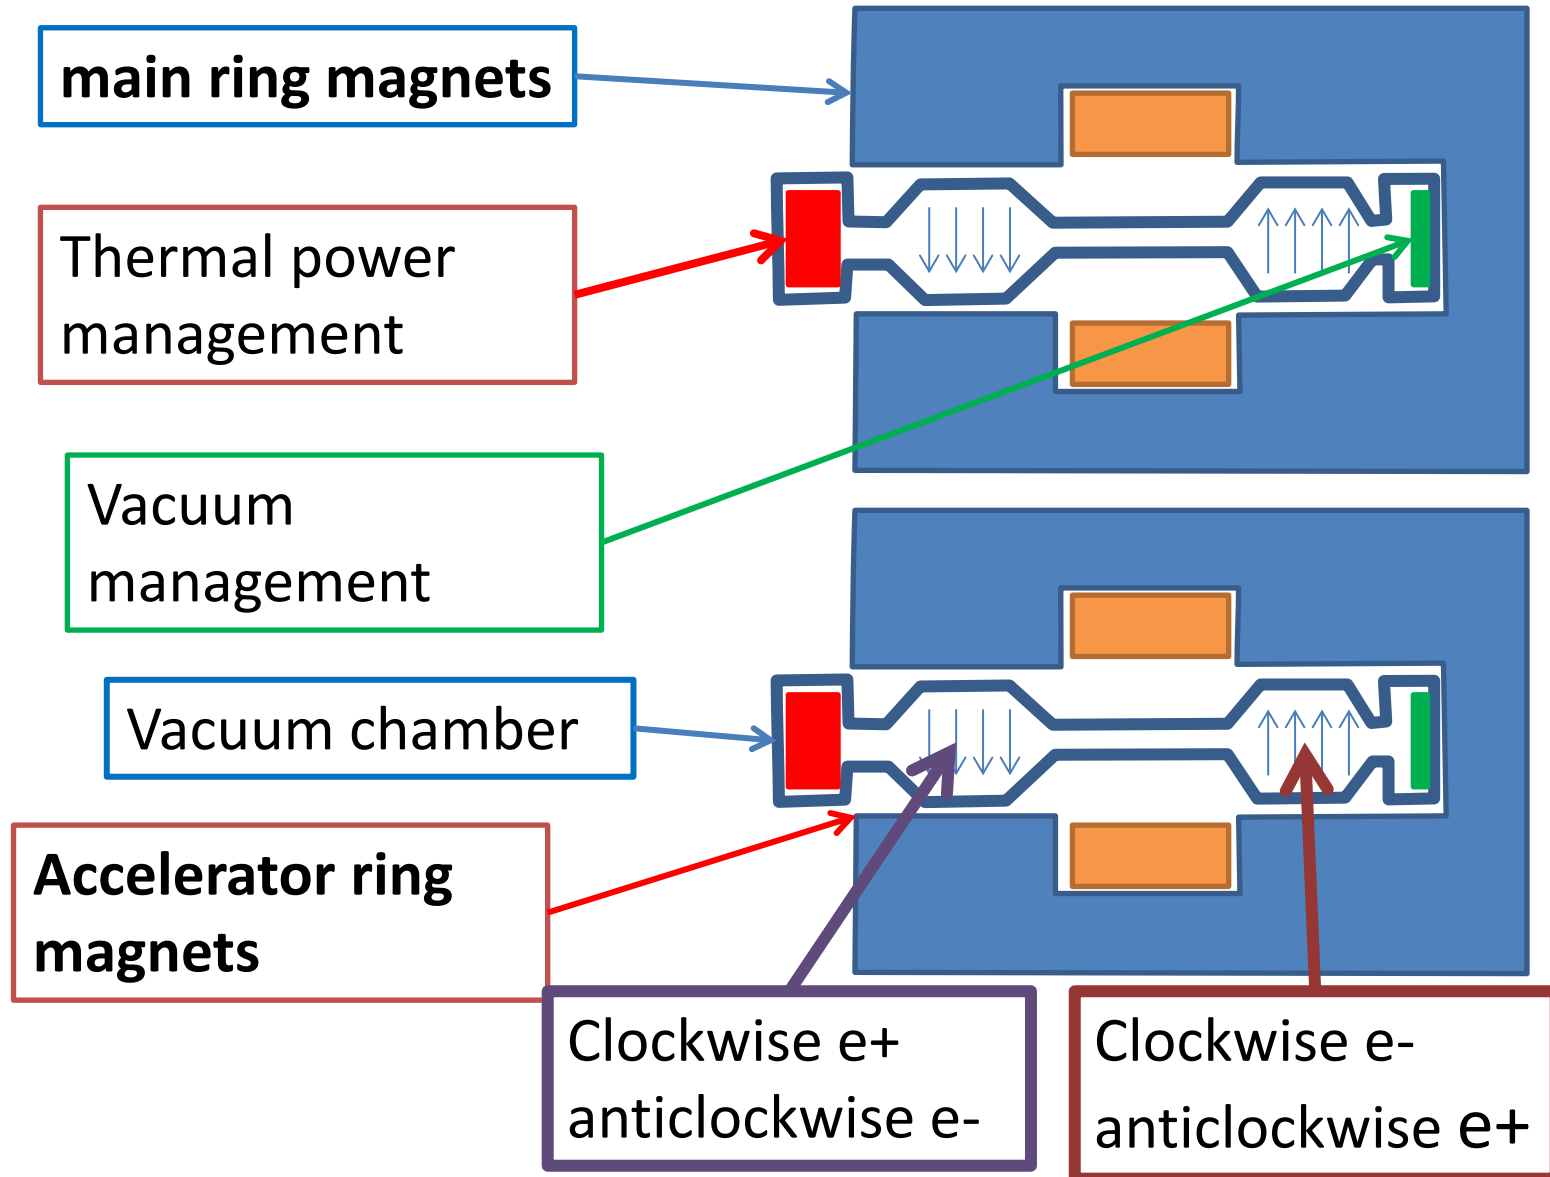 main ring magnets
Thermal power
management
Vacuum
management
Vacuum chamber
Accelerator ring
magnets
Clockwise e+
anticlockwise e-
Clockwise e-
anticlockwise e+